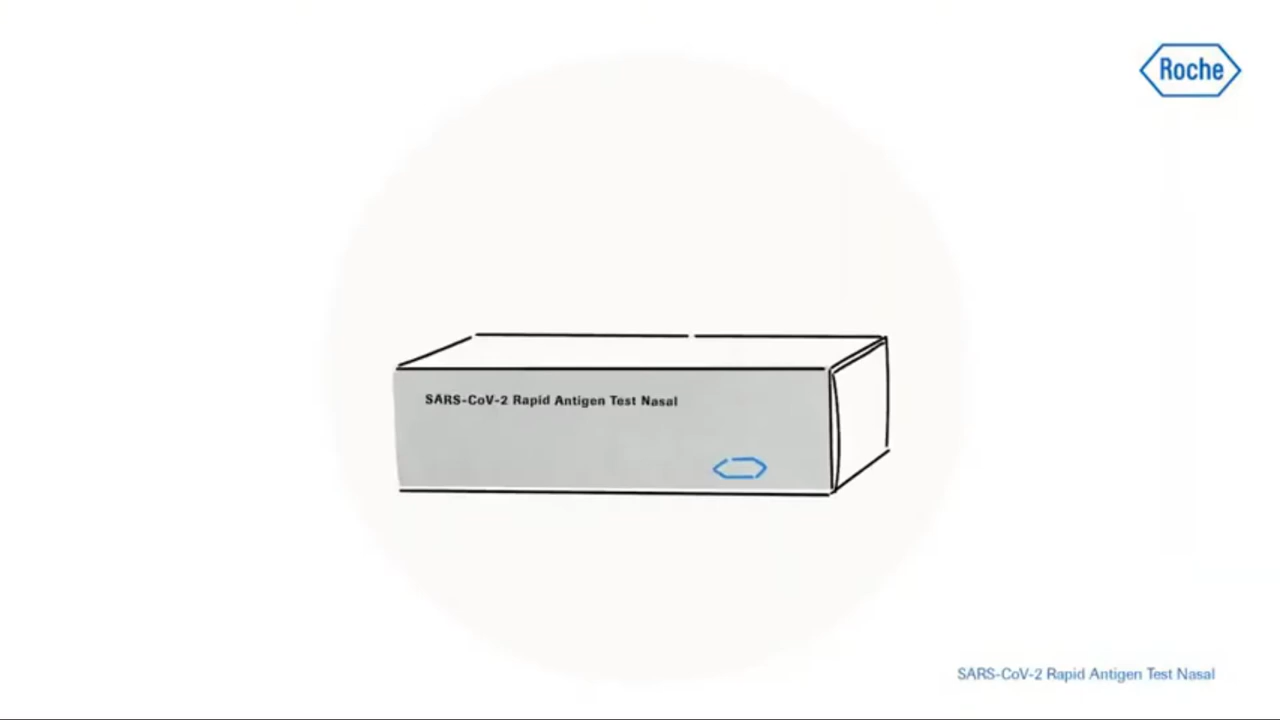 Roche
SARS-CoV-2 Rapid Antigen Test Nasal
SARS-CoV-2 Rapid Antigen Test Nasal